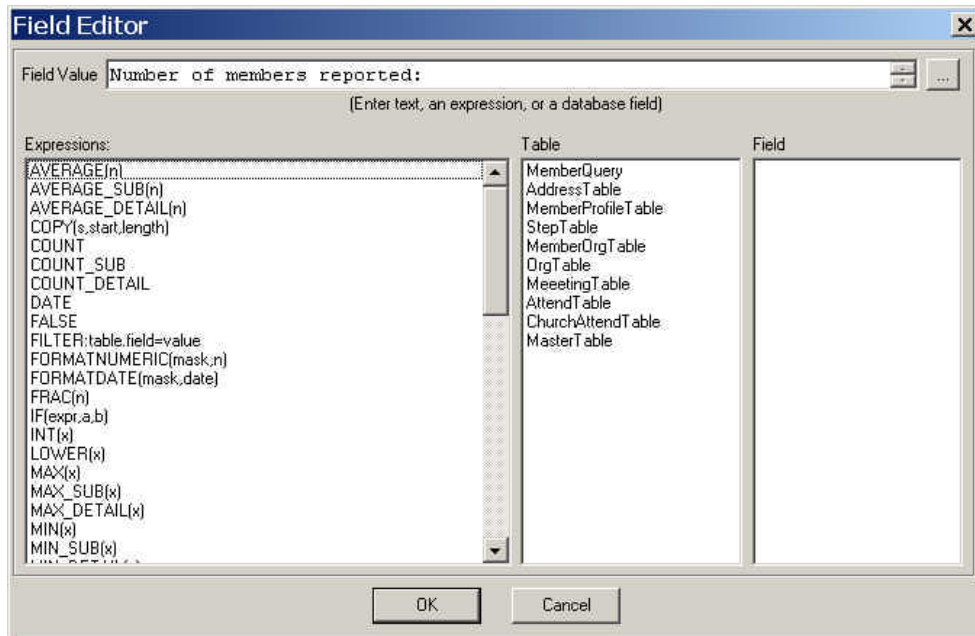 Field Editor
Field Value Number of members reported: ...
(Enter text, an expression, or a database field)
Expressions:
AVERAGE(n)
AVERAGE_SUB(n)
AVERAGE_DETAIL(n)
COPY(s,start,length)
COUNT
COUNT_SUB
COUNT_DETAIL
DATE
FALSE
FILTER:table.field=value
FORMATNUMERIC(mask,n)
FORMATDATE(mask,date)
FRAC(n)
IF(expr,a,b)
INT(x)
LOWER(x)
MAX(x)
MAX_SUB(x)
MAX_DETAIL(x)
MIN(x)
MIN_SUB(x)
Table
MemberQuery
AddressTable
MemberProfileTable
StepTable
MemberOrgTable
OrgTable
MeeetingTable
AttendTable
ChurchAttendTable
MasterTable
Field
OK
Cancel